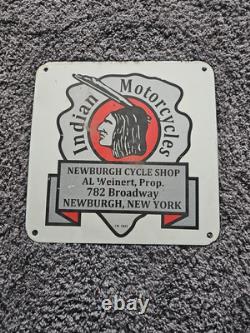 Indian Motorcycles
NEWBURGH CYCLE SHOP
AL Weinert, Prop.
782 Broadway
NEWBURGH, NEW YORK